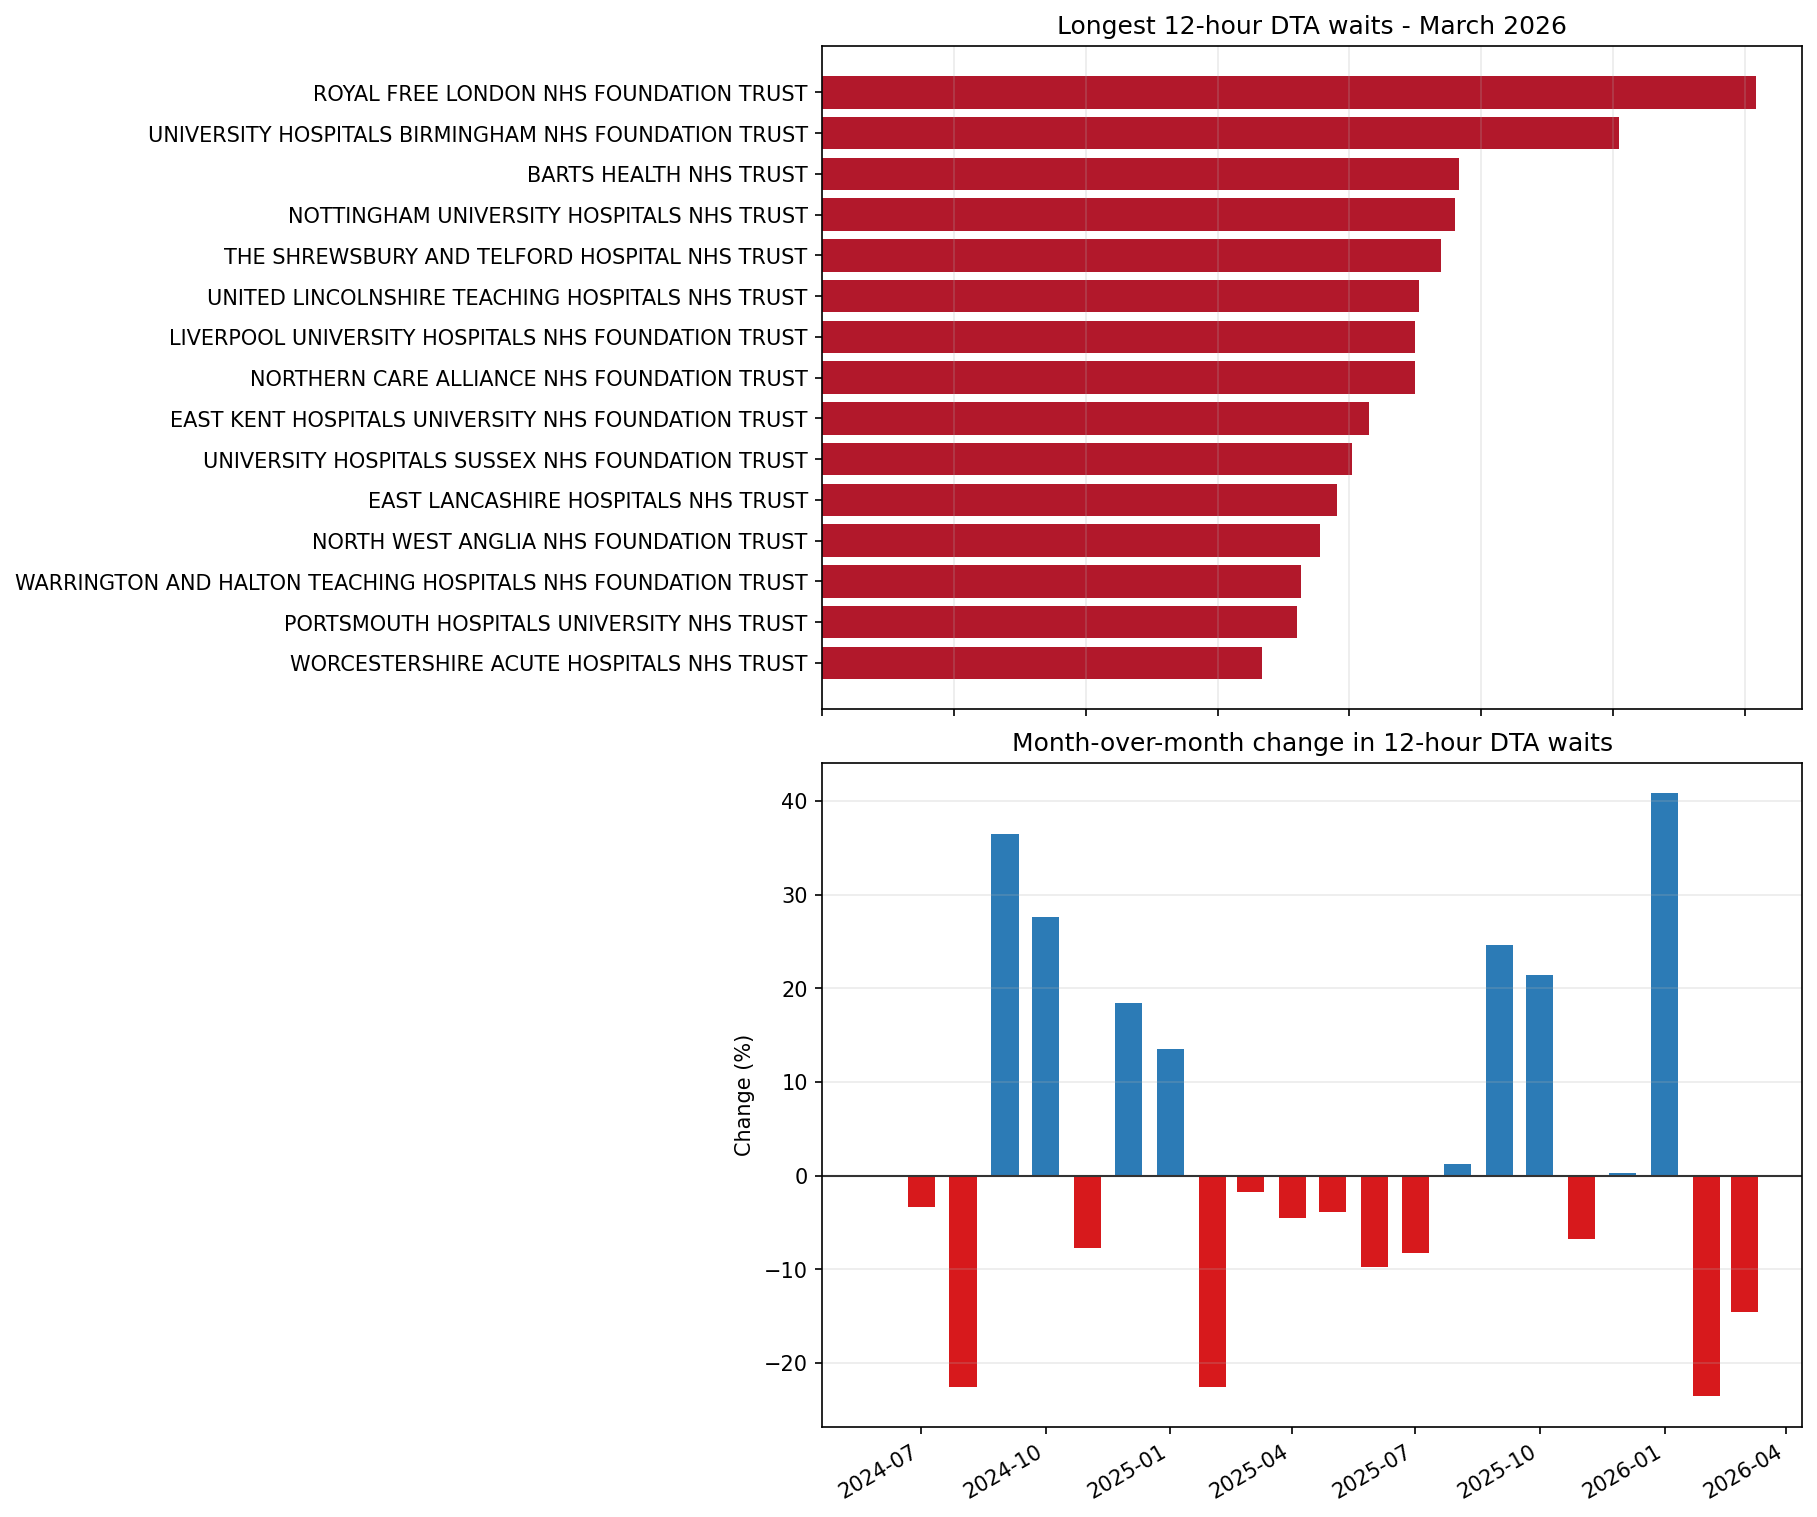 Longest 12-hour DTA waits - March 2026
ROYAL FREE LONDON NHS FOUNDATION TRUST
UNIVERSITY HOSPITALS BIRMINGHAM NHS FOUNDATION TRUST
BARTS HEALTH NHS TRUST
NOTTINGHAM UNIVERSITY HOSPITALS NHS TRUST
THE SHREWSBURY AND TELFORD HOSPITAL NHS TRUST
UNITED LINCOLNSHIRE TEACHING HOSPITALS NHS TRUST
LIVERPOOL UNIVERSITY HOSPITALS NHS FOUNDATION TRUST
NORTHERN CARE ALLIANCE NHS FOUNDATION TRUST
EAST KENT HOSPITALS UNIVERSITY NHS FOUNDATION TRUST
UNIVERSITY HOSPITALS SUSSEX NHS FOUNDATION TRUST
EAST LANCASHIRE HOSPITALS NHS TRUST
NORTH WEST ANGLIA NHS FOUNDATION TRUST
WARRINGTON AND HALTON TEACHING HOSPITALS NHS FOUNDATION TRUST
PORTSMOUTH HOSPITALS UNIVERSITY NHS TRUST
WORCESTERSHIRE ACUTE HOSPITALS NHS TRUST
Month-over-month change in 12-hour DTA waits
Change (%)
40
30
20
10
0
−10
−20
2024-07
2024-10
2025-01
2025-04
2025-07
2025-10
2026-01
2026-04